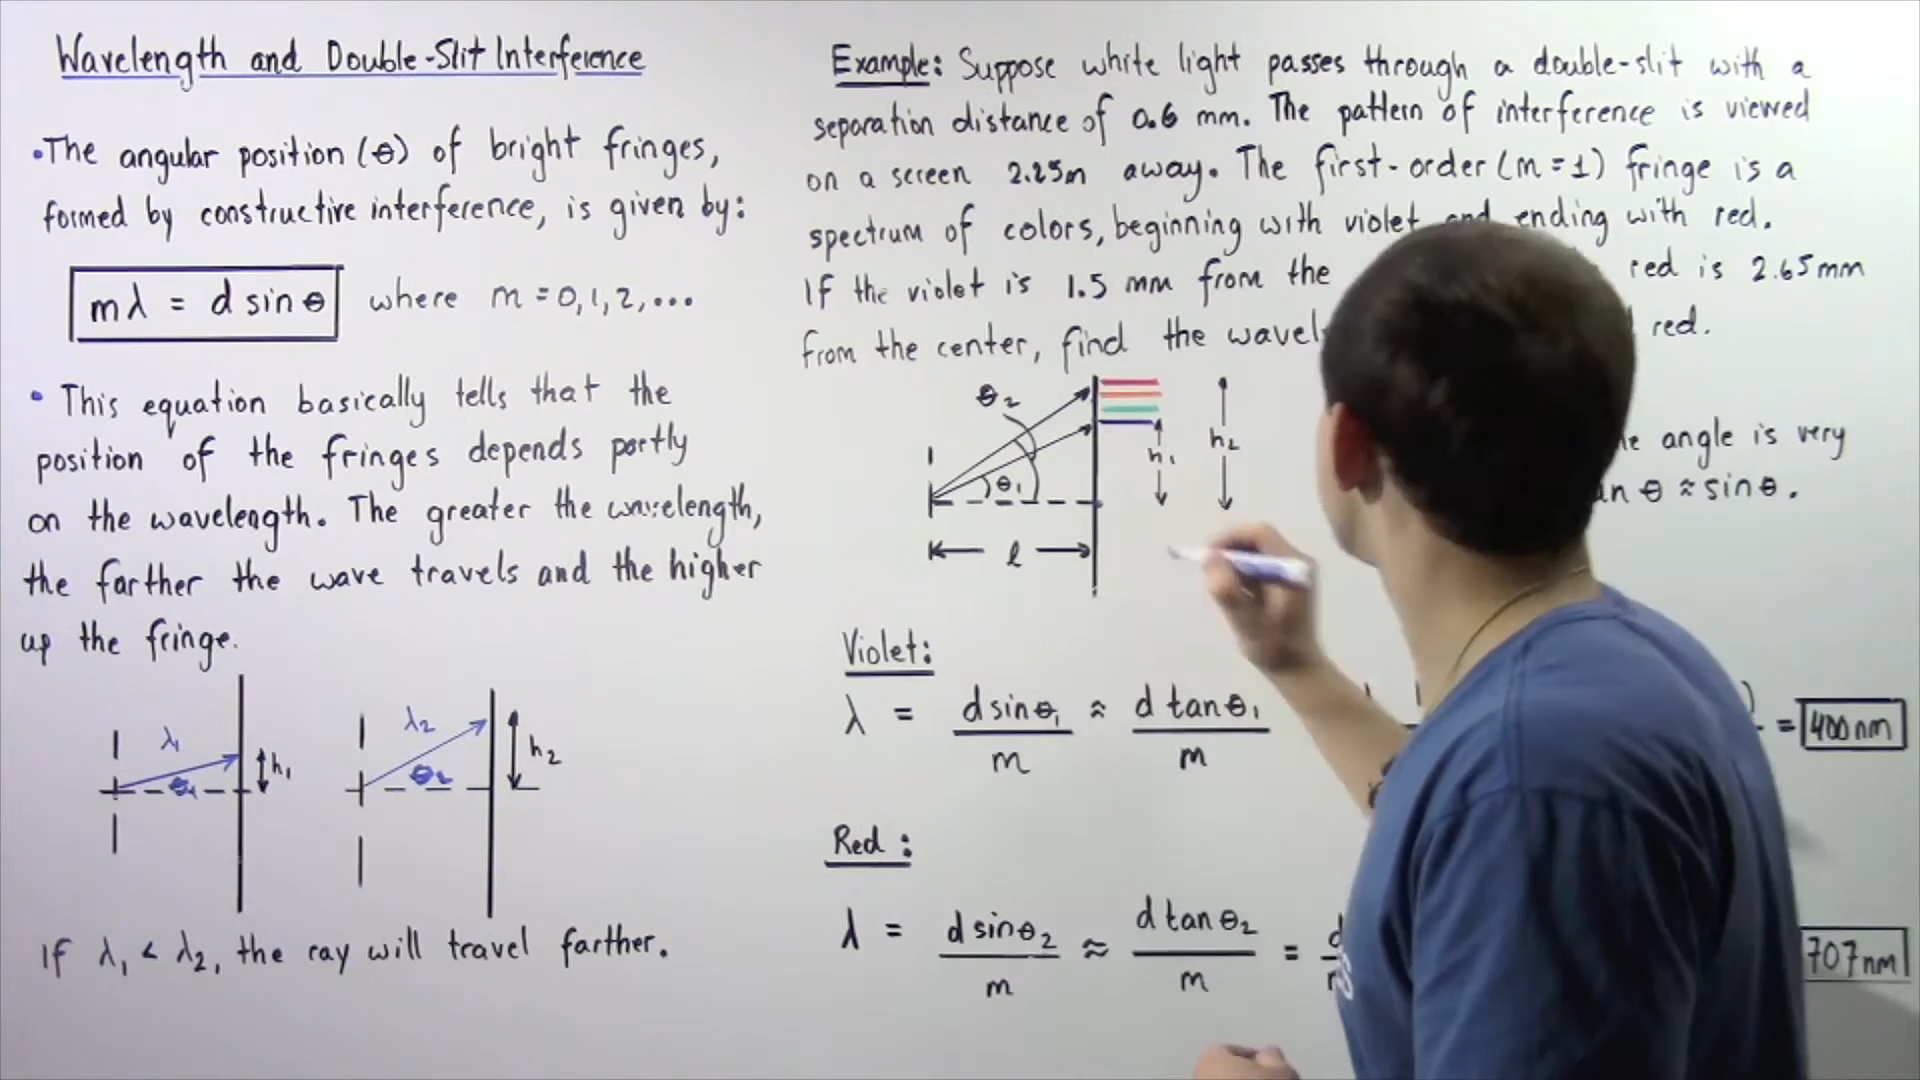 Wavelength and Double-Slit Interference
• The angular position (θ) of bright fringes,
formed by constructive interference, is given by:
mλ = d sin θ where m = 0, 1, 2, ...
• This equation basically tells that the
position of the fringes depends partly
on the wavelength. The greater the wavelength,
the farther the wave travels and the higher
up the fringe.
λ₁ θ₁ h₁
λ₂ θ₂ h₂
If λ₁ < λ₂, the ray will travel farther.
Example: Suppose white light passes through a double-slit with a
separation distance of 0.6 mm. The pattern of interference is viewed
on a screen 2.25m away. The first-order (m = 1) fringe is a
spectrum of colors, beginning with violet and ending with red.
If the violet is 1.5 mm from the red is 2.65mm
from the center, find the red.
θ₂
θ₁ h₁ h₂
l
angle is very
θ ≈ sin θ.
Violet:
λ = d sin θ₁ / m ≈ d tan θ₁ / m = 400 nm
Red:
λ = d sin θ₂ / m ≈ d tan θ₂ / m = 707 nm